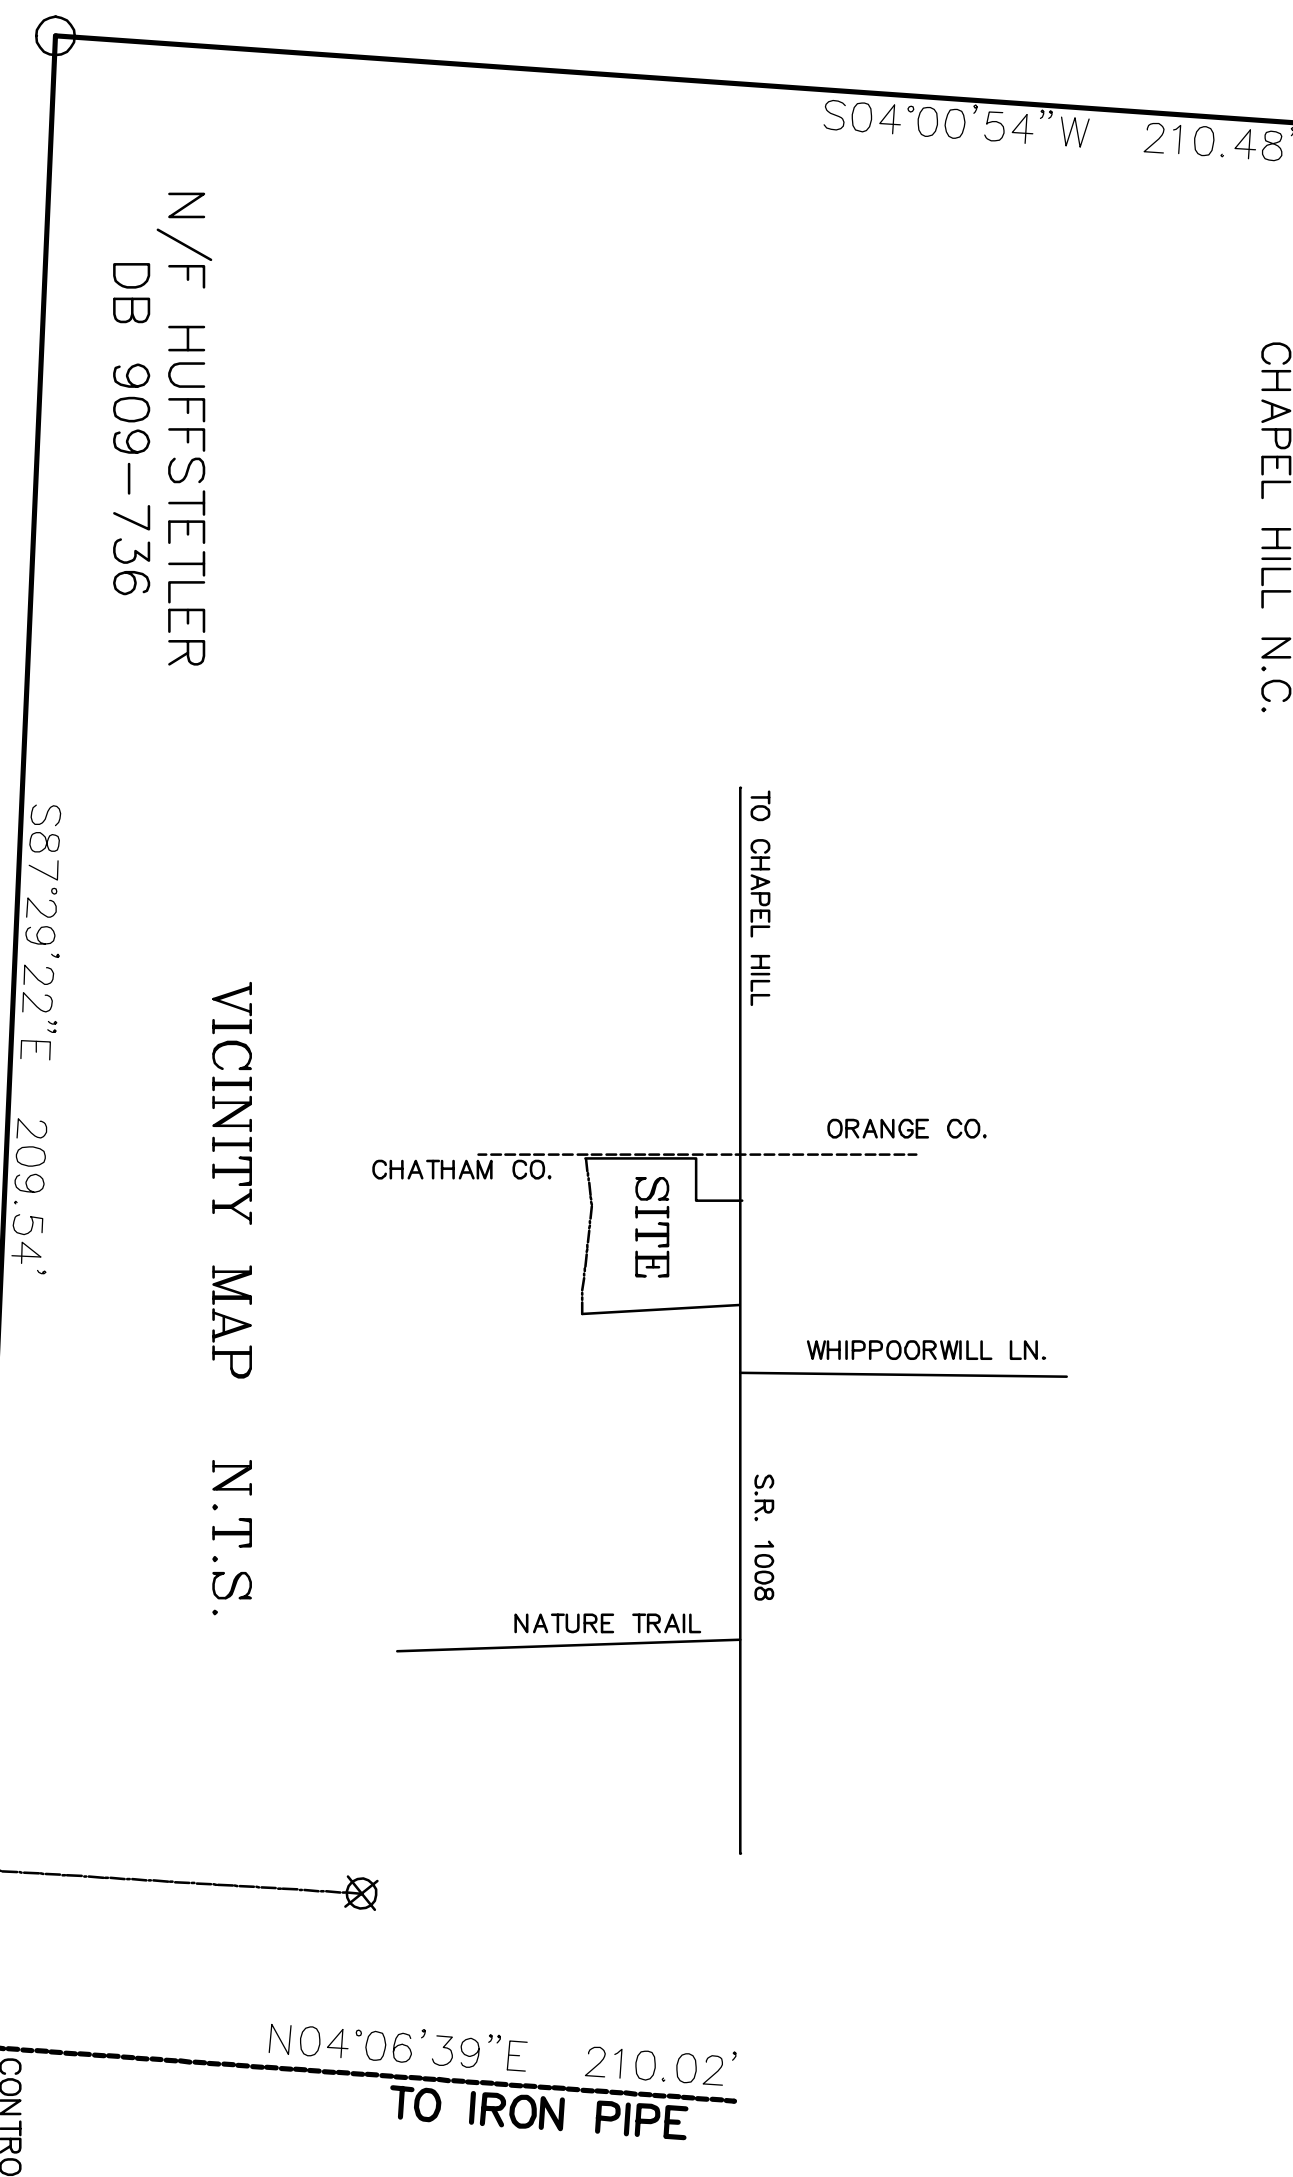 S04°00'54"W 210.48'
CHAPEL HILL N.C.
N/F HUFFSTETLER
DB 909-736
S87°29'22"E 209.54'
TO CHAPEL HILL
ORANGE CO.
CHATHAM CO.
SITE
WHIPPOORWILL LN.
S.R. 1008
NATURE TRAIL
VICINITY MAP N.T.S.
N04°06'39"E 210.02'
TO IRON PIPE
CONTRO